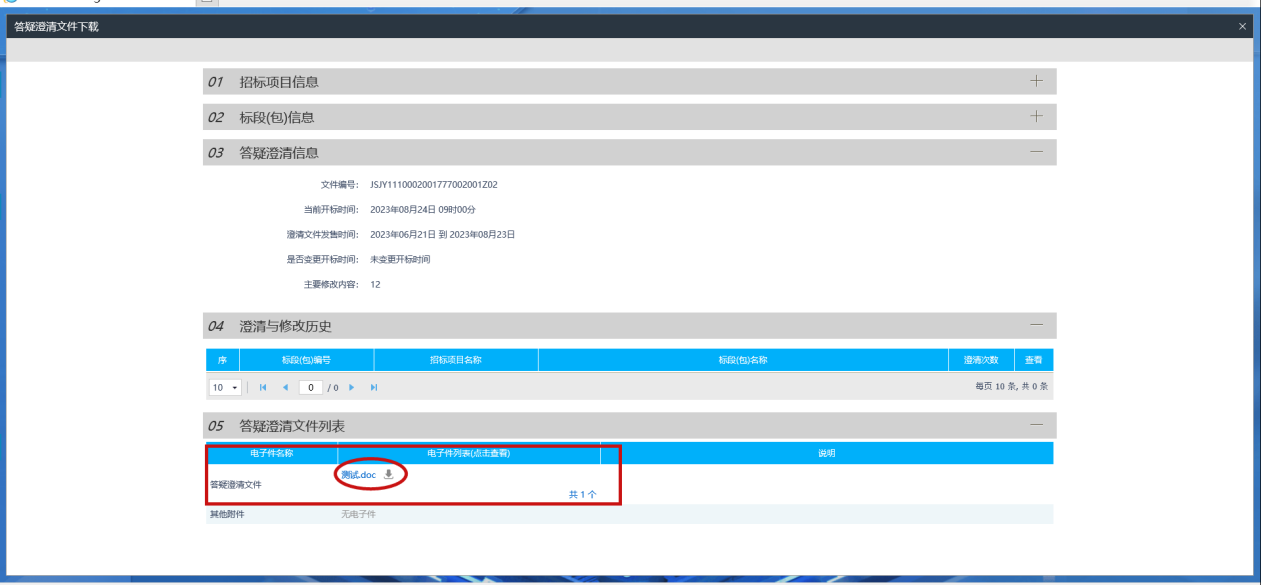 答疑澄清文件下载
01 招标项目信息
02 标段(包)信息
03 答疑澄清信息
文件编号: JSJY1110002001777002001Z02
当前开标时间: 2023年08月24日 09时00分
澄清文件发售时间: 2023年06月21日 到 2023年08月23日
是否变更开标时间: 未变更开标时间
主要修改内容: 12
04 澄清与修改历史
序 标段(包)编号 招标项目名称 标段(包)名称 澄清次数 查看
10 0 / 0 每页 10 条, 共 0 条
05 答疑澄清文件列表
电子件名称 电子件列表(点击查看) 说明
测试.doc
答疑澄清文件
共 1 个
其他附件 无电子件